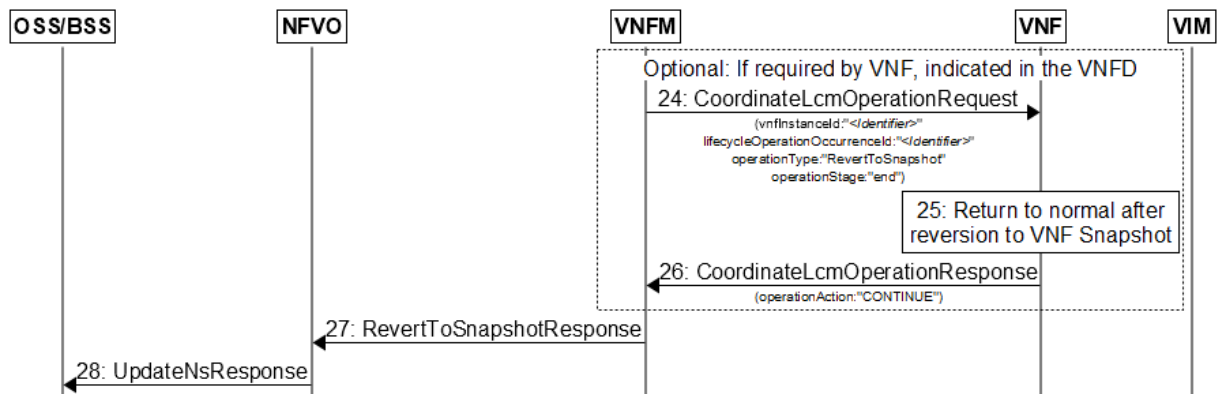 OSS/BSS NFVO VNFM VNF VIM
Optional: If required by VNF, indicated in the VNFD
24: CoordinateLcmOperationRequest
(vnfInstanceId:"<Identifier>"
lifecycleOperationOccurrenceId:"<Identifier>"
operationType:"RevertToSnapshot"
operationStage:"end")
25: Return to normal after
reversion to VNF Snapshot
26: CoordinateLcmOperationResponse
(operationAction:"CONTINUE")
27: RevertToSnapshotResponse
28: UpdateNsResponse